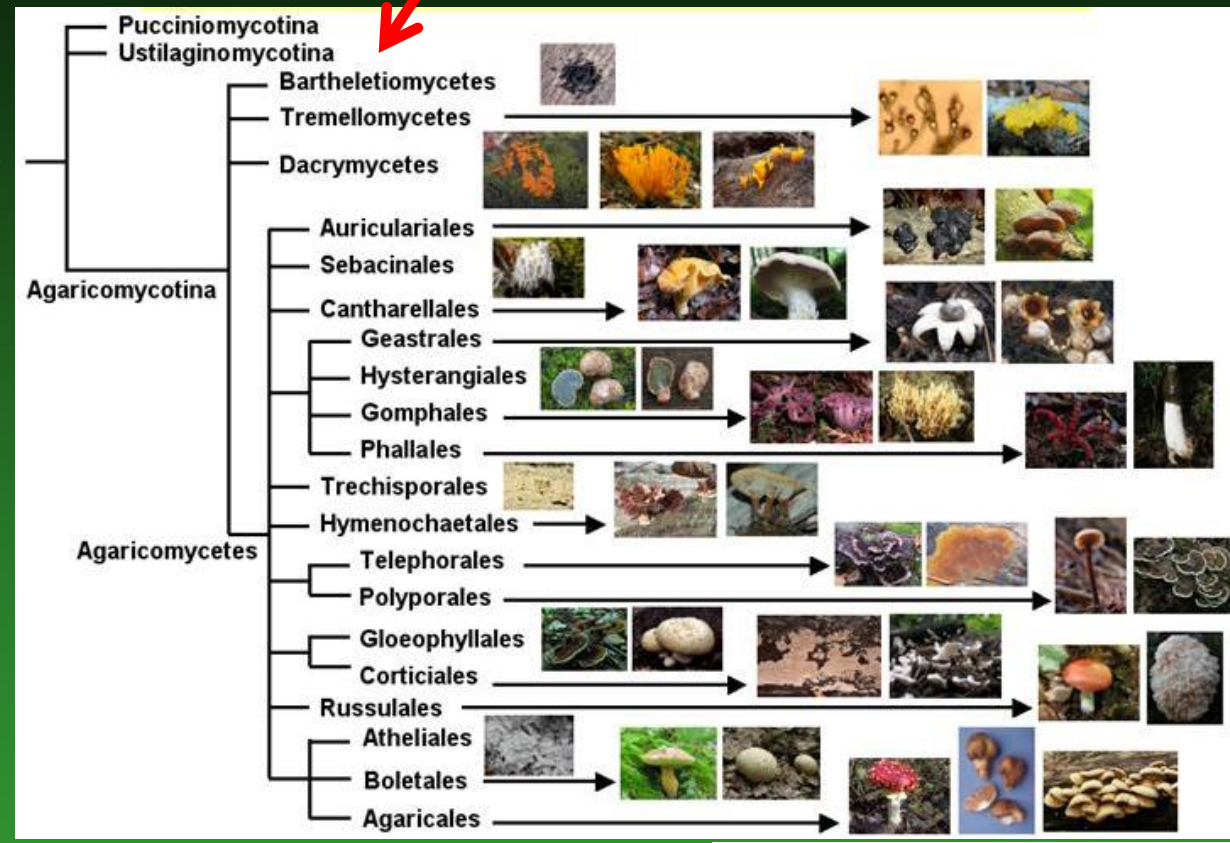 Pucciniomycotina
Ustilaginomycotina
Bartheletiomycetes
Tremellomycetes
Dacrymycetes
Auriculariales
Sebacinales
Agaricomycotina
Cantharellales
Geastrales
Hysterangiales
Gomphales
Phallales
Trechisporales
Hymenochaetales
Agaricomycetes
Telephorales
Polyporales
Gloeophyllales
Corticiales
Russulales
Atheliales
Boletales
Agaricales